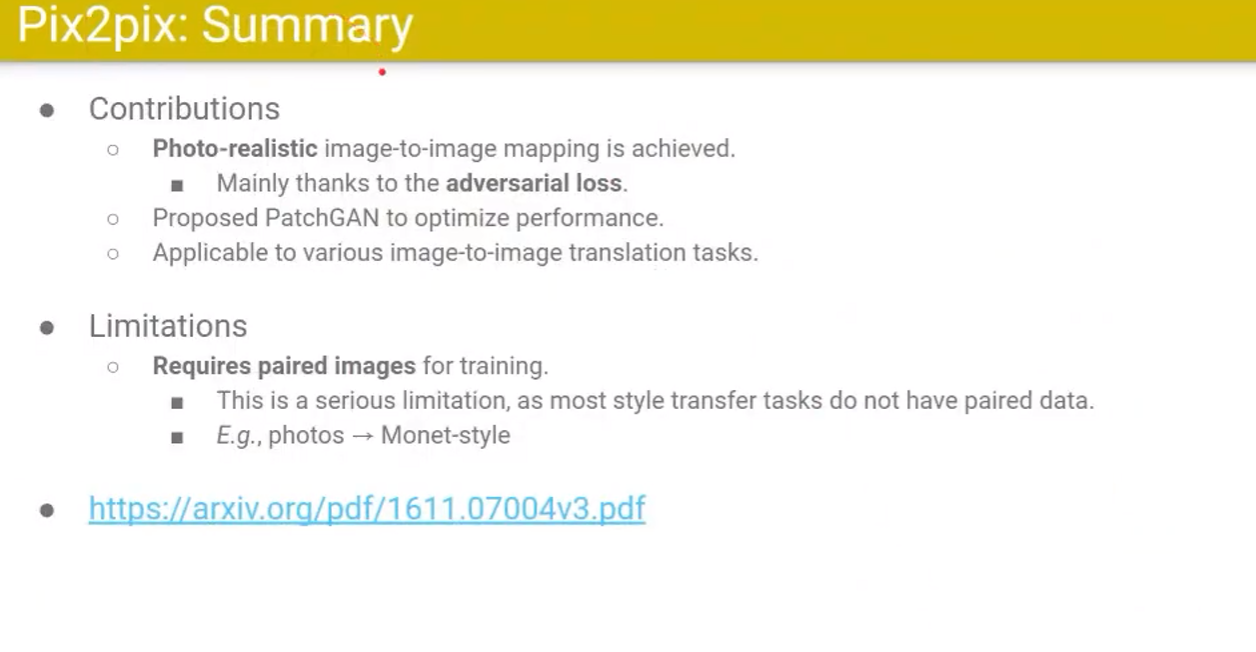 Pix2pix: Summary
● Contributions
○ Photo-realistic image-to-image mapping is achieved.
■ Mainly thanks to the adversarial loss.
○ Proposed PatchGAN to optimize performance.
○ Applicable to various image-to-image translation tasks.
● Limitations
○ Requires paired images for training.
■ This is a serious limitation, as most style transfer tasks do not have paired data.
■ E.g., photos → Monet-style
● https://arxiv.org/pdf/1611.07004v3.pdf